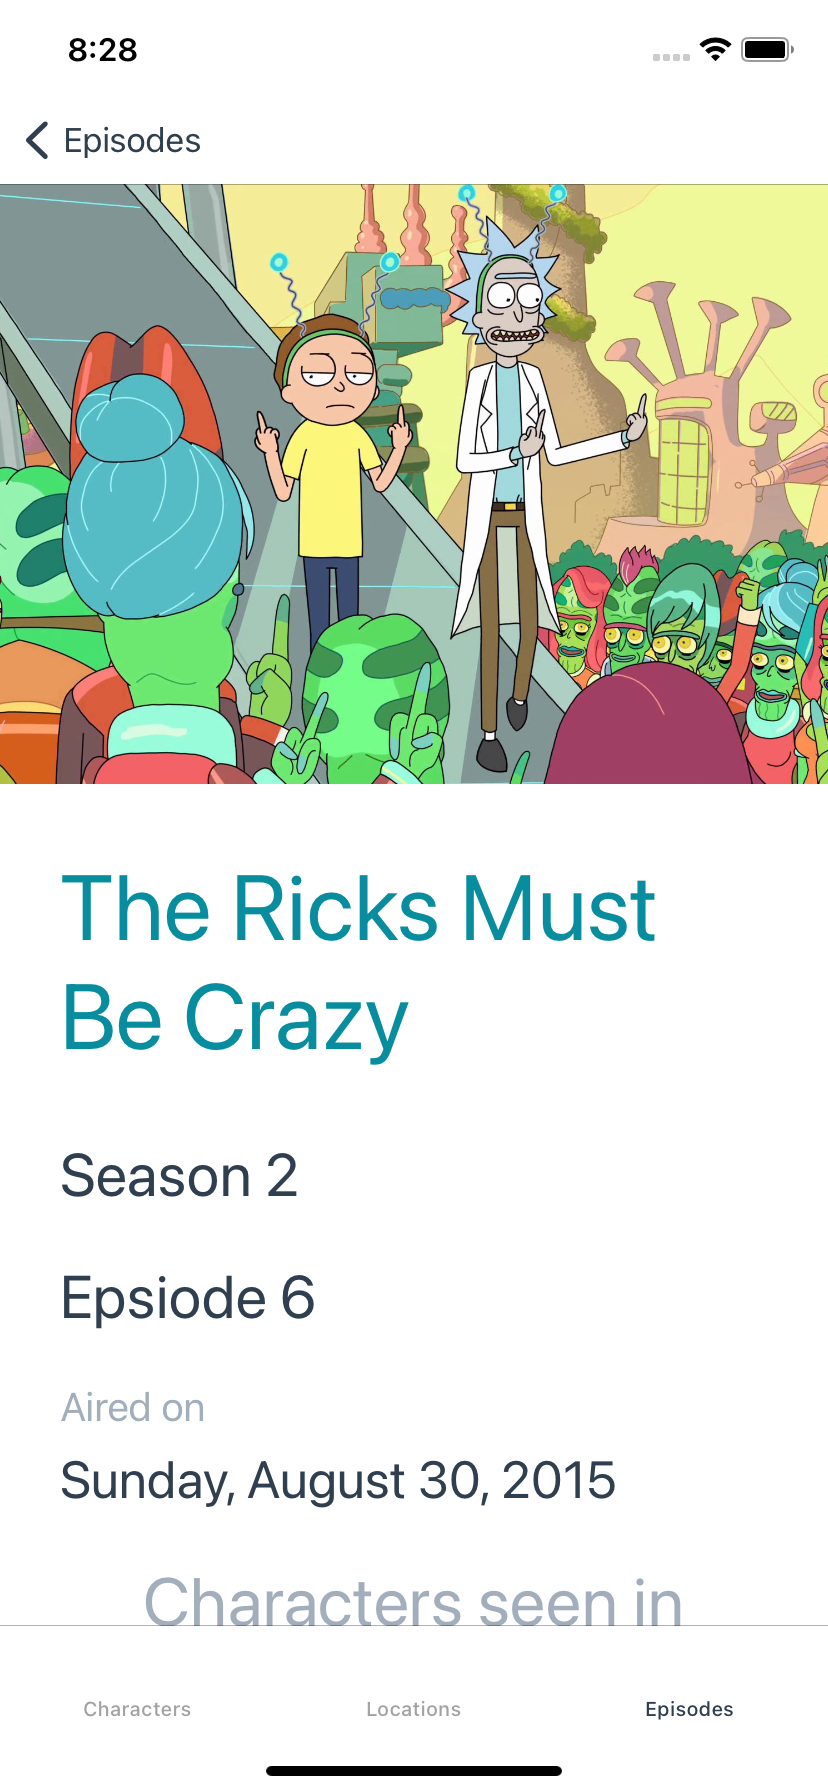 8:28
Episodes
The Ricks Must
Be Crazy
Season 2
Epsiode 6
Aired on
Sunday, August 30, 2015
Characters seen in
Characters
Locations
Episodes